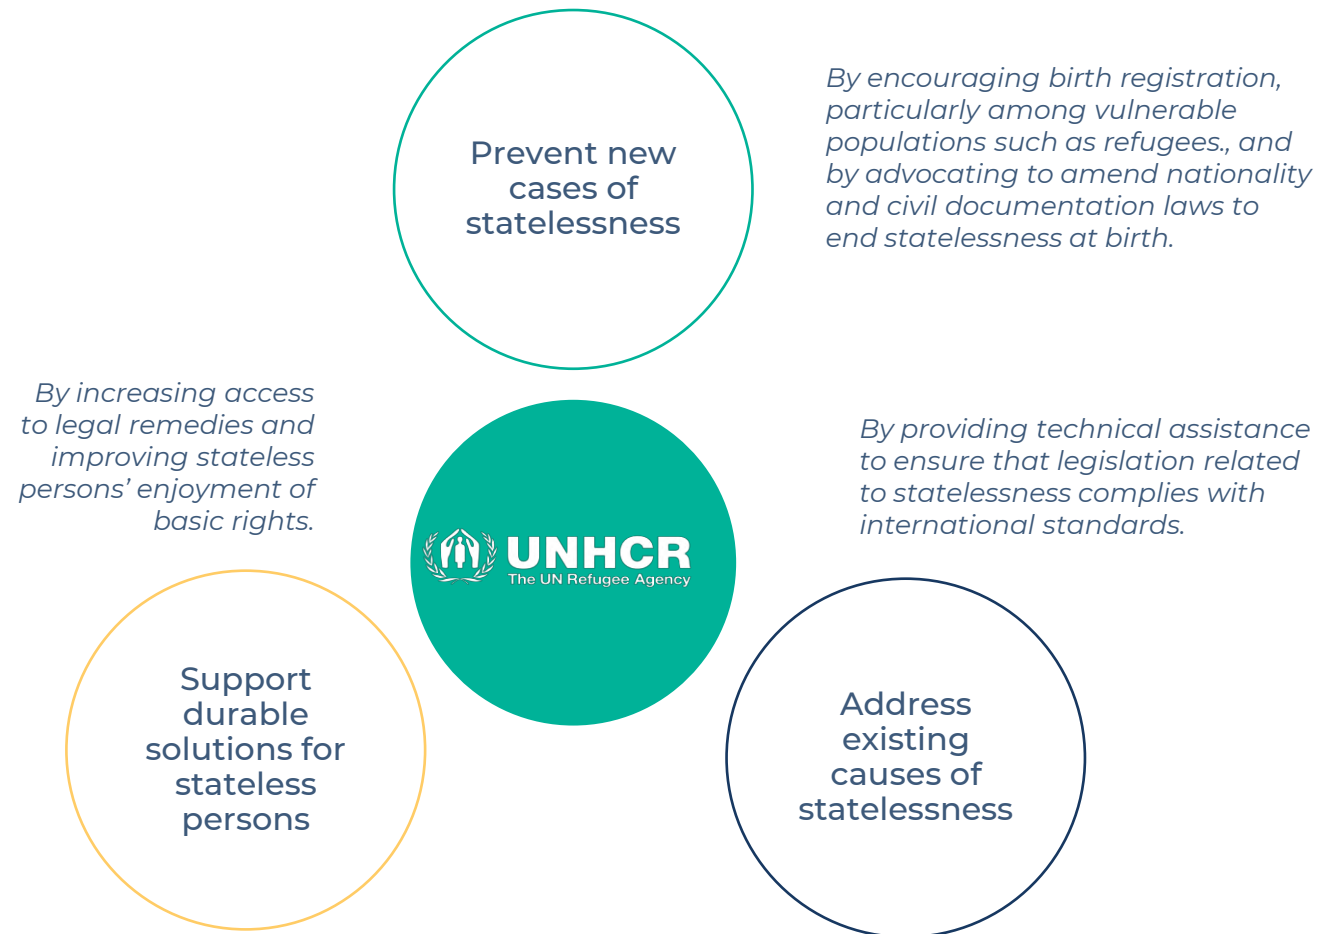 Prevent new
cases of
statelessness
By encouraging birth registration,
particularly among vulnerable
populations such as refugees., and
by advocating to amend nationality
and civil documentation laws to
end statelessness at birth.
By increasing access
to legal remedies and
improving stateless
persons’ enjoyment of
basic rights.
By providing technical assistance
to ensure that legislation related
to statelessness complies with
international standards.
UNHCR
The UN Refugee Agency
Support
durable
solutions for
stateless
persons
Address
existing
causes of
statelessness